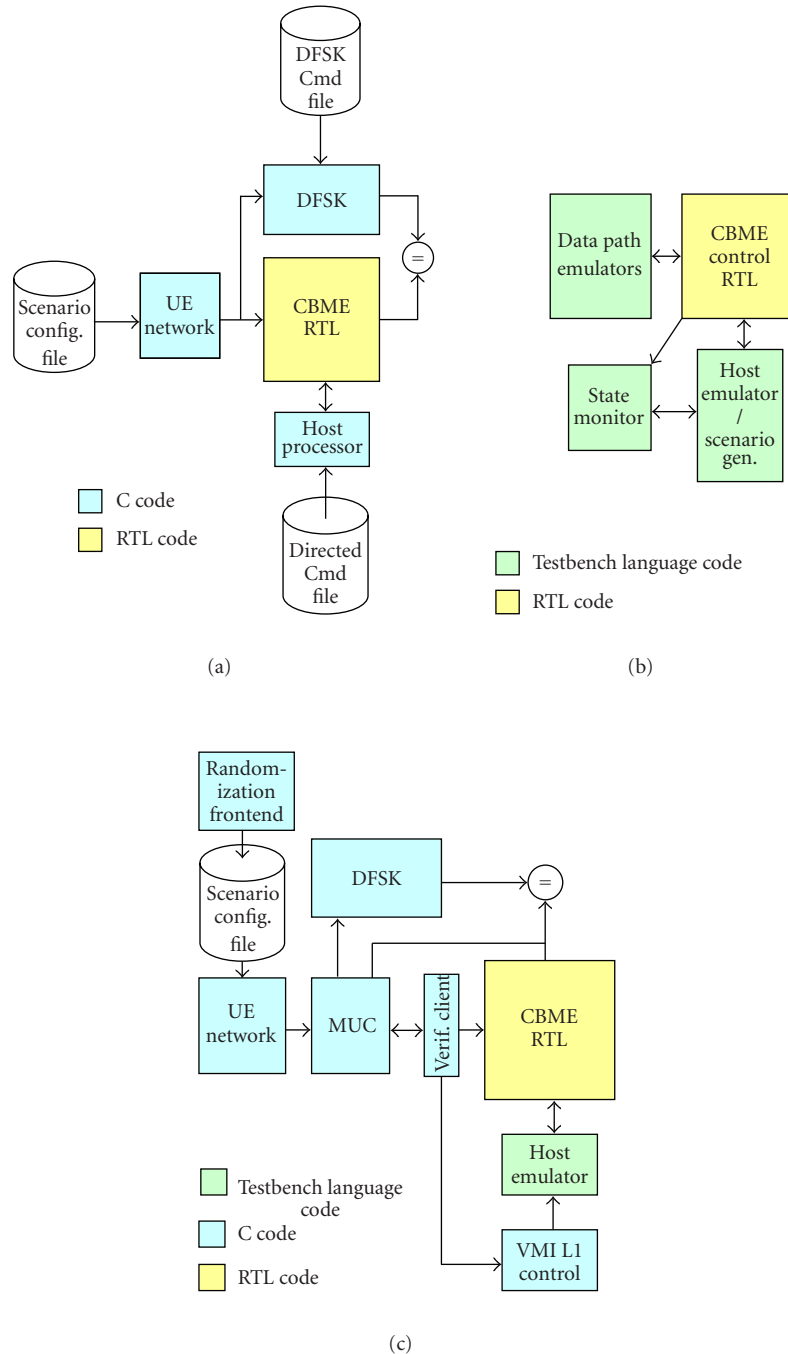 DFSK
Cmd
file
DFSK
=
Scenario
config.
file
UE
network
CBME
RTL
Host
processor
Directed
Cmd
file
C code
RTL code
(a)
Data path
emulators
CBME
control
RTL
State
monitor
Host
emulator
/
scenario
gen.
Testbench language code
RTL code
(b)
Random-
ization
frontend
Scenario
config.
file
DFSK
=
UE
network
MUC
Verif. client
CBME
RTL
Host
emulator
VMI L1
control
Testbench language
code
C code
RTL code
(c)